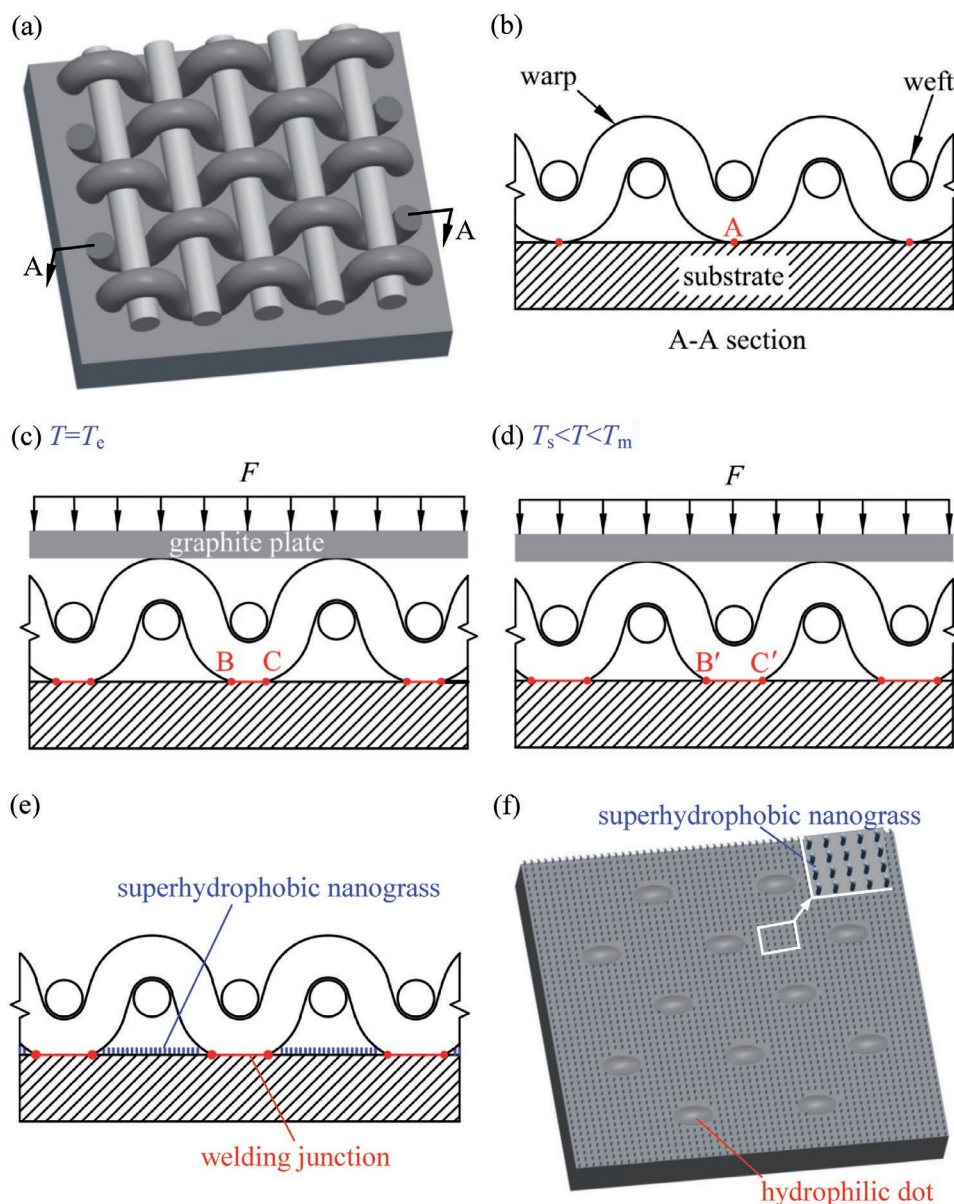 (a)
A
A
(b)
warp
weft
A
substrate
A-A section
(c) T=Te
F
graphite plate
B C
(d) Ts<T<Tm
F
B′ C′
(e)
superhydrophobic nanograss
welding junction
(f)
superhydrophobic nanograss
hydrophilic dot